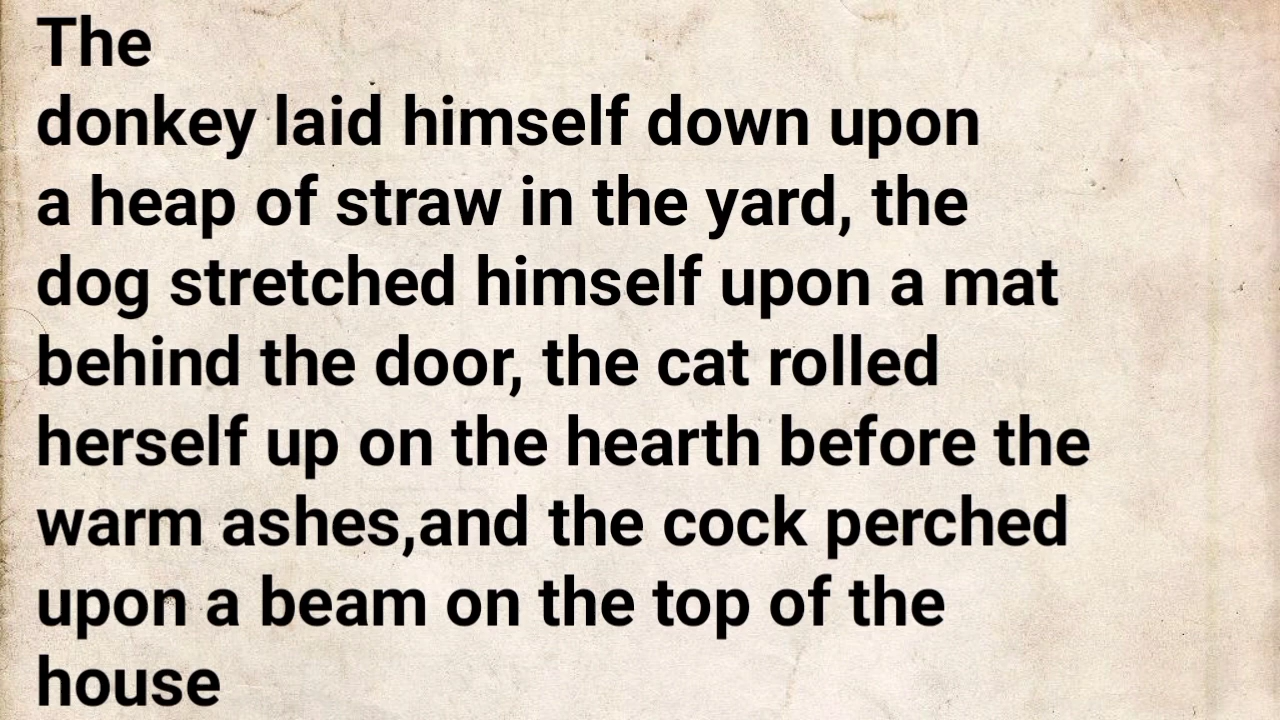 The
donkey laid himself down upon
a heap of straw in the yard, the
dog stretched himself upon a mat
behind the door, the cat rolled
herself up on the hearth before the
warm ashes,and the cock perched
upon a beam on the top of the
house